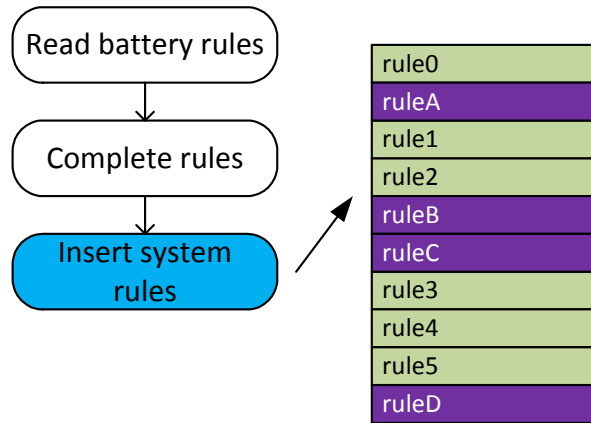 Read battery rules
Complete rules
Insert system
rules
rule0
ruleA
rule1
rule2
ruleB
ruleC
rule3
rule4
rule5
ruleD